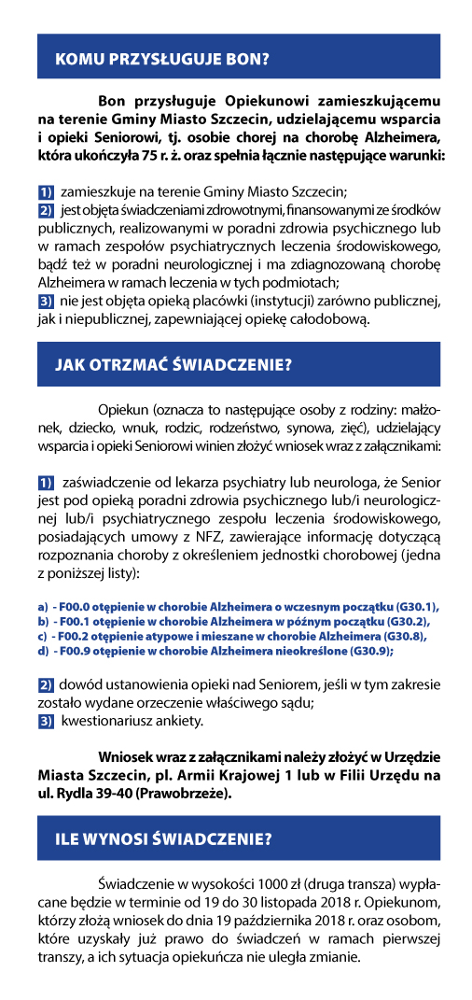 KOMU PRZYSŁUGUJE BON?
Bon przysługuje Opiekunowi zamieszkującemu
na terenie Gminy Miasto Szczecin, udzielającemu wsparcia
i opieki Seniorowi, tj. osobie chorej na chorobę Alzheimera,
która ukończyła 75 r. ż. oraz spełnia łącznie następujące warunki:
1) zamieszkuje na terenie Gminy Miasto Szczecin;
2) jest objęta świadczeniami zdrowotnymi, finansowanymi ze środków
publicznych, realizowanymi w poradni zdrowia psychicznego lub
w ramach zespołów psychiatrycznych leczenia środowiskowego,
bądź też w poradni neurologicznej i ma zdiagnozowaną chorobę
Alzheimera w ramach leczenia w tych podmiotach;
3) nie jest objęta opieką placówki (instytucji) zarówno publicznej,
jak i niepublicznej, zapewniającej opiekę całodobową.
JAK OTRZMAĆ ŚWIADCZENIE?
Opiekun (oznacza to następujące osoby z rodziny: małżo-
nek, dziecko, wnuk, rodzic, rodzeństwo, synowa, zięć), udzielający
wsparcia i opieki Seniorowi winien złożyć wniosek wraz z załącznikami:
1) zaświadczenie od lekarza psychiatry lub neurologa, że Senior
jest pod opieką poradni zdrowia psychicznego lub/i neurologicz-
nej lub/i psychiatrycznego zespołu leczenia środowiskowego,
posiadających umowy z NFZ, zawierające informację dotyczącą
rozpoznania choroby z określeniem jednostki chorobowej (jedna
z poniższej listy):
a) - F00.0 otępienie w chorobie Alzheimera o wczesnym początku (G30.1),
b) - F00.1 otępienie w chorobie Alzheimera w późnym początku (G30.2),
c) - F00.2 otępienie atypowe i mieszane w chorobie Alzheimera (G30.8),
d) - F00.9 otępienie w chorobie Alzheimera nieokreślone (G30.9);
2) dowód ustanowienia opieki nad Seniorem, jeśli w tym zakresie
zostało wydane orzeczenie właściwego sądu;
3) kwestionariusz ankiety.
Wniosek wraz z załącznikami należy złożyć w Urzędzie
Miasta Szczecin, pl. Armii Krajowej 1 lub w Filii Urzędu na
ul. Rydla 39-40 (Prawobrzeże).
ILE WYNOSI ŚWIADCZENIE?
Świadczenie w wysokości 1000 zł (druga transza) wypła-
cane będzie w terminie od 19 do 30 listopada 2018 r. Opiekunom,
którzy złożą wniosek do dnia 19 października 2018 r. oraz osobom,
które uzyskały już prawo do świadczeń w ramach pierwszej
transzy, a ich sytuacja opiekuńcza nie uległa zmianie.